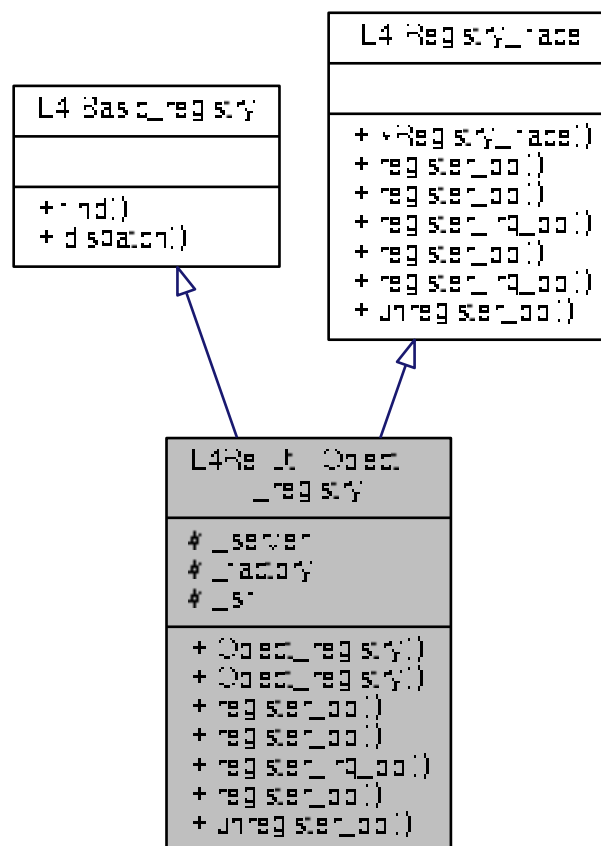 L4::Basic_registry
+ find()
+ dispatch()
L4::Registry_iface
+ ~Registry_iface()
+ register_obj()
+ register_obj()
+ register_irq_obj()
+ register_obj()
+ register_irq_obj()
+ unregister_obj()
L4Re::Util::Object
_registry
# _server
# _factory
#
+ Object_registry()
+ Object_registry()
+ register_obj()
+ register_obj()
+ register_irq_obj()
+ register_obj()
+ unregister_obj()